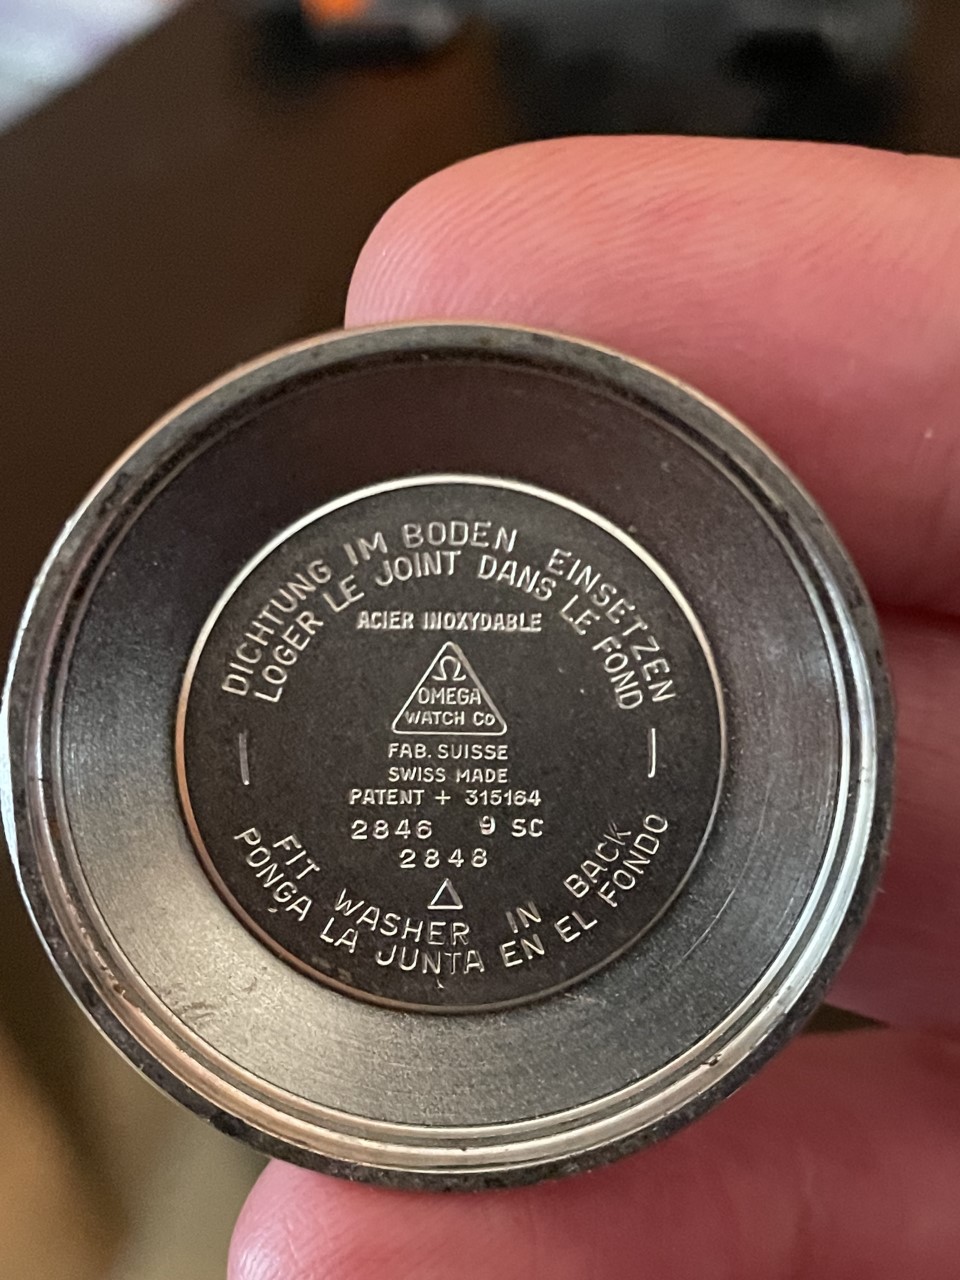 DICHTUNG IM BODEN EINSETZEN
LOGER LE JOINT DANS LE FOND
ACIER INOXYDABLE
Ω
OMEGA
WATCH Co
FAB. SUISSE
SWISS MADE
PATENT + 315164
2846 9 SC
2848
FIT WASHER IN BACK
PONGA LA JUNTA EN EL FONDO